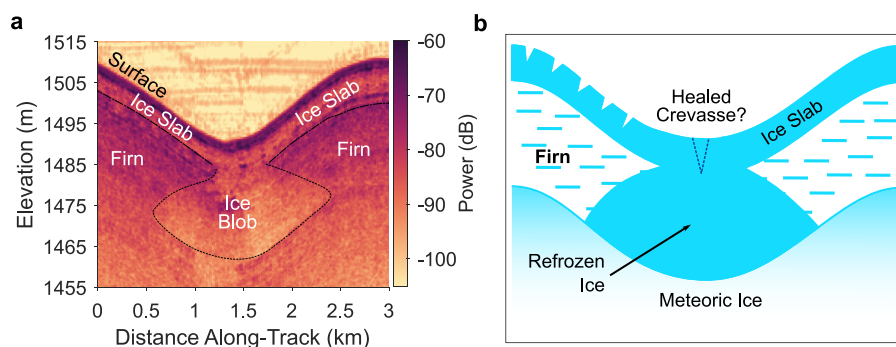 a
1515
1505
1495
1485
1475
1465
1455
Elevation (m)
0
0.5
1
1.5
2
2.5
3
Distance Along-Track (km)
Surface
Ice Slab
Ice Slab
Firn
Firn
Ice
Blob
-60
-70
-80
-90
-100
Power (dB)
b
Healed
Crevasse?
Ice Slab
Firn
Refrozen
Ice
Meteoric Ice